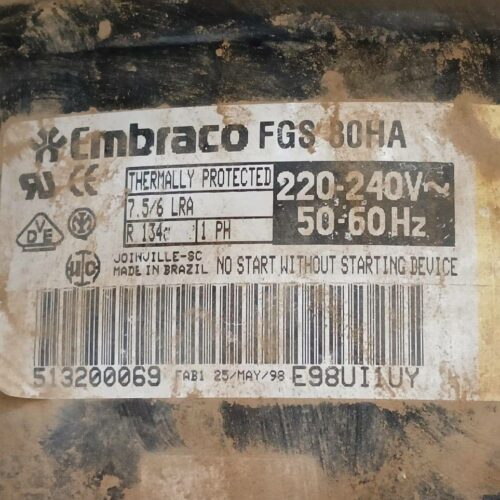 Embraco FGS 80HA
THERMALLY PROTECTED
7.5/6 LRA
R 134a 1 PH
220-240V~
50-60Hz
VDE
JOINVILLE-SC
MADE IN BRAZIL
NO START WITHOUT STARTING DEVICE
513200069
FAB1 25/MAY/98
E98UI1UY